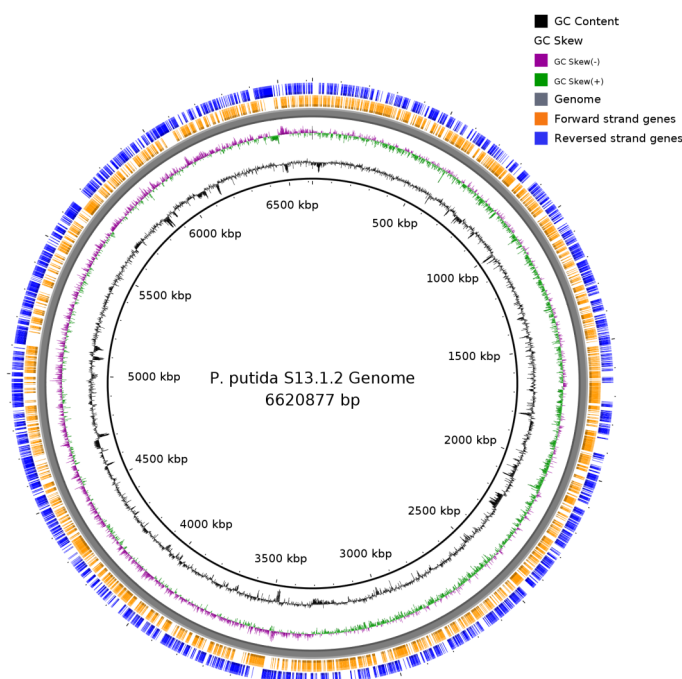 GC Content
GC Skew
GC Skew(-)
GC Skew(+)
Genome
Forward strand genes
Reversed strand genes
6500 kbp
500 kbp
6000 kbp
1000 kbp
5500 kbp
1500 kbp
5000 kbp
P. putida S13.1.2 Genome
6620877 bp
2000 kbp
4500 kbp
2500 kbp
4000 kbp
3500 kbp
3000 kbp